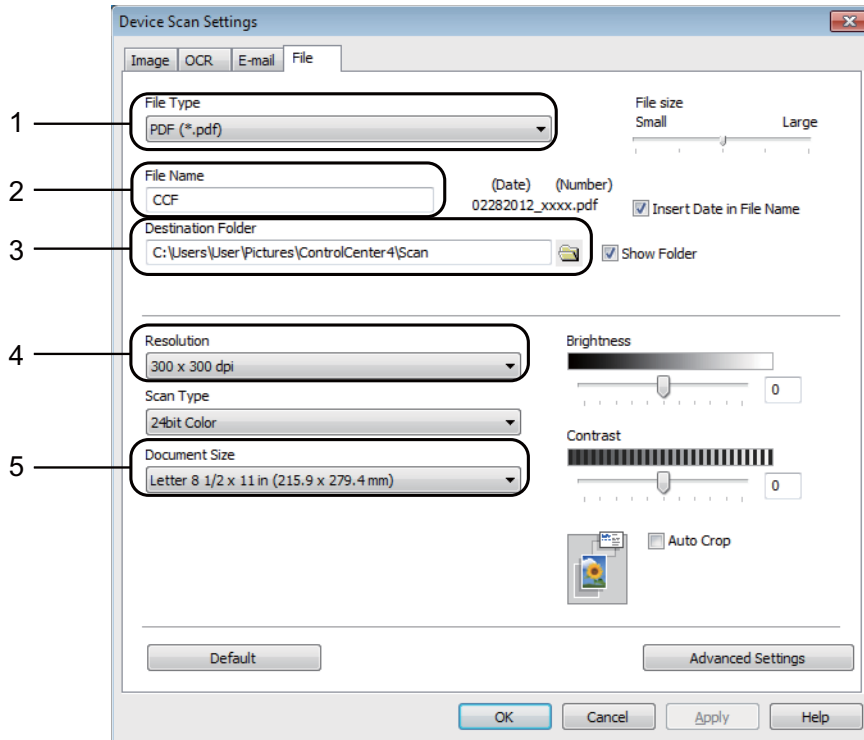 Device Scan Settings
Image OCR E-mail File
File Type
1
PDF (*.pdf)
File size
Small Large
File Name
2
CCF
(Date) (Number)
02282012_xxxx.pdf
Insert Date in File Name
Destination Folder
3
C:\Users\User\Pictures\ControlCenter4\Scan
Show Folder
Resolution
4
300 x 300 dpi
Brightness
0
Scan Type
24bit Color
Contrast
0
Document Size
5
Letter 8 1/2 x 11 in (215.9 x 279.4 mm)
Auto Crop
Default
Advanced Settings
OK Cancel Apply Help